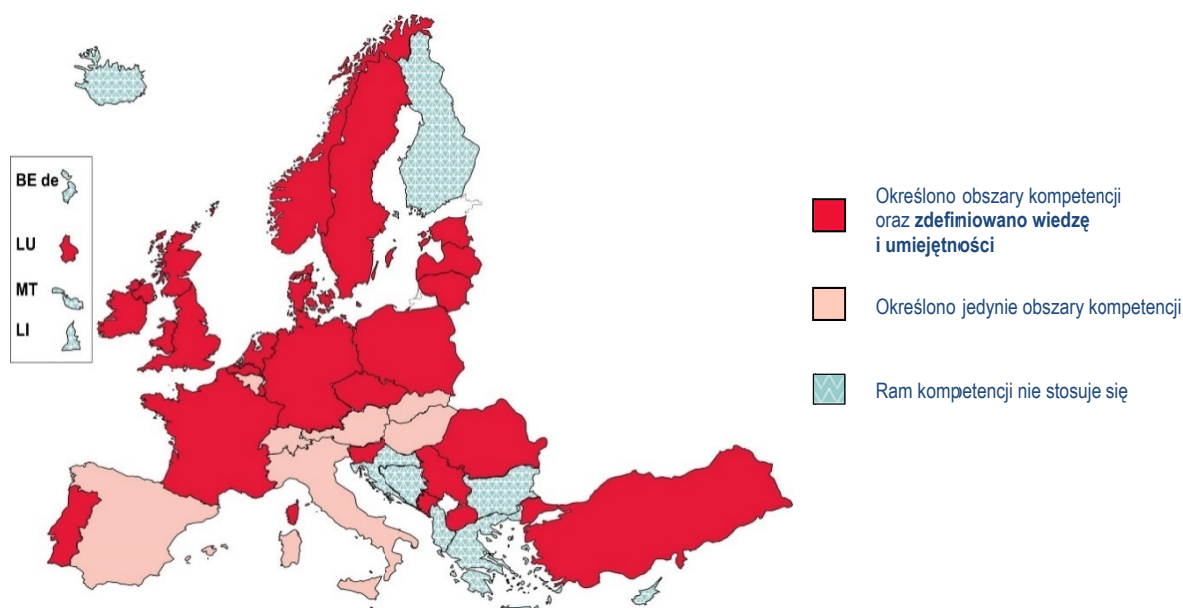 BE de
LU
MT
LI
Określono obszary kompetencji
oraz zdefiniowano wiedzę
i umiejętności
Określono jedynie obszary kompetencji
Ram kompetencji nie stosuje się